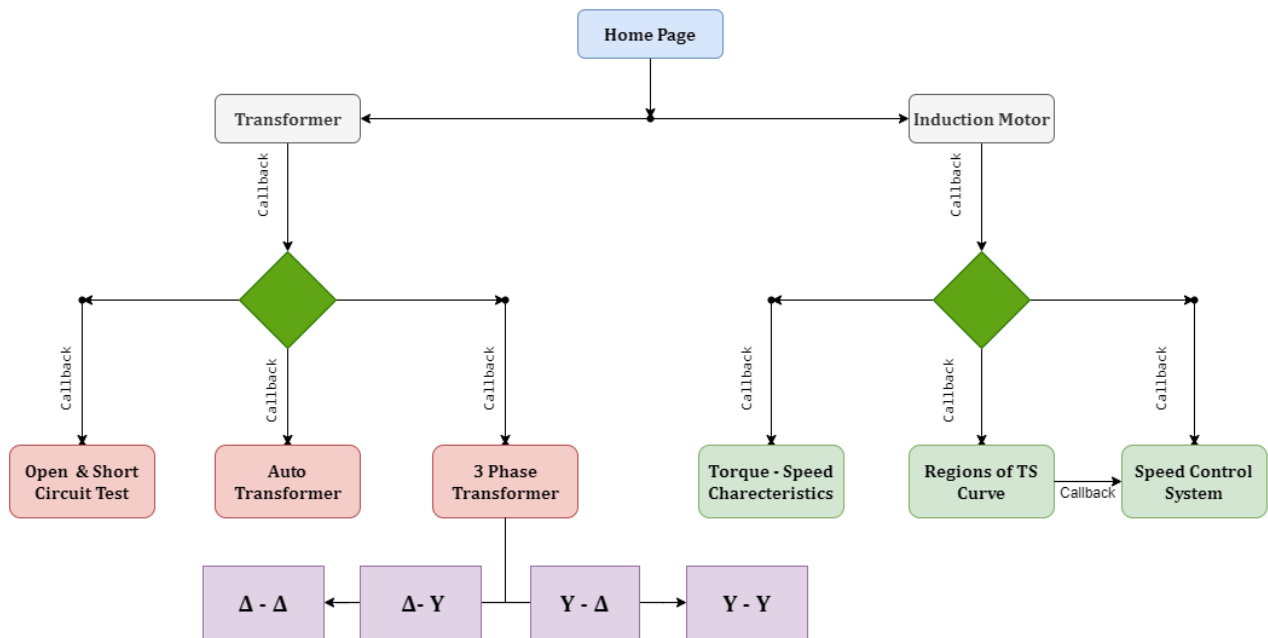 Home Page
Transformer
Induction Motor
Callback
Callback
Callback
Callback
Callback
Callback
Callback
Callback
Open & Short
Circuit Test
Auto
Transformer
3 Phase
Transformer
Torque - Speed
Charecteristics
Regions of TS
Curve
Callback
Speed Control
System
Δ - Δ
Δ- Y
Y - Δ
Y - Y